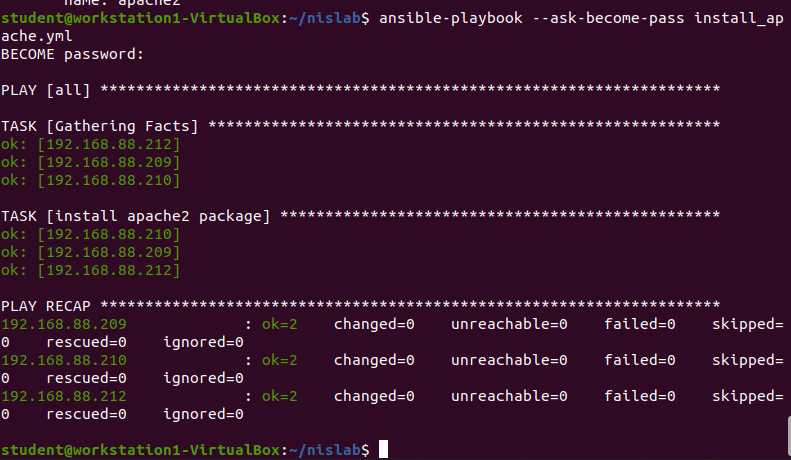 name: apache2
student@workstation1-VirtualBox:~/nislab$ ansible-playbook --ask-become-pass install_ap
ache.yml
BECOME password:
PLAY [all] *********************************************************************
TASK [Gathering Facts] *********************************************************
ok: [192.168.88.212]
ok: [192.168.88.209]
ok: [192.168.88.210]
TASK [install apache2 package] *************************************************
ok: [192.168.88.210]
ok: [192.168.88.209]
ok: [192.168.88.212]
PLAY RECAP *********************************************************************
192.168.88.209             : ok=2    changed=0    unreachable=0    failed=0    skipped=
0    rescued=0    ignored=0
192.168.88.210             : ok=2    changed=0    unreachable=0    failed=0    skipped=
0    rescued=0    ignored=0
192.168.88.212             : ok=2    changed=0    unreachable=0    failed=0    skipped=
0    rescued=0    ignored=0
student@workstation1-VirtualBox:~/nislab$